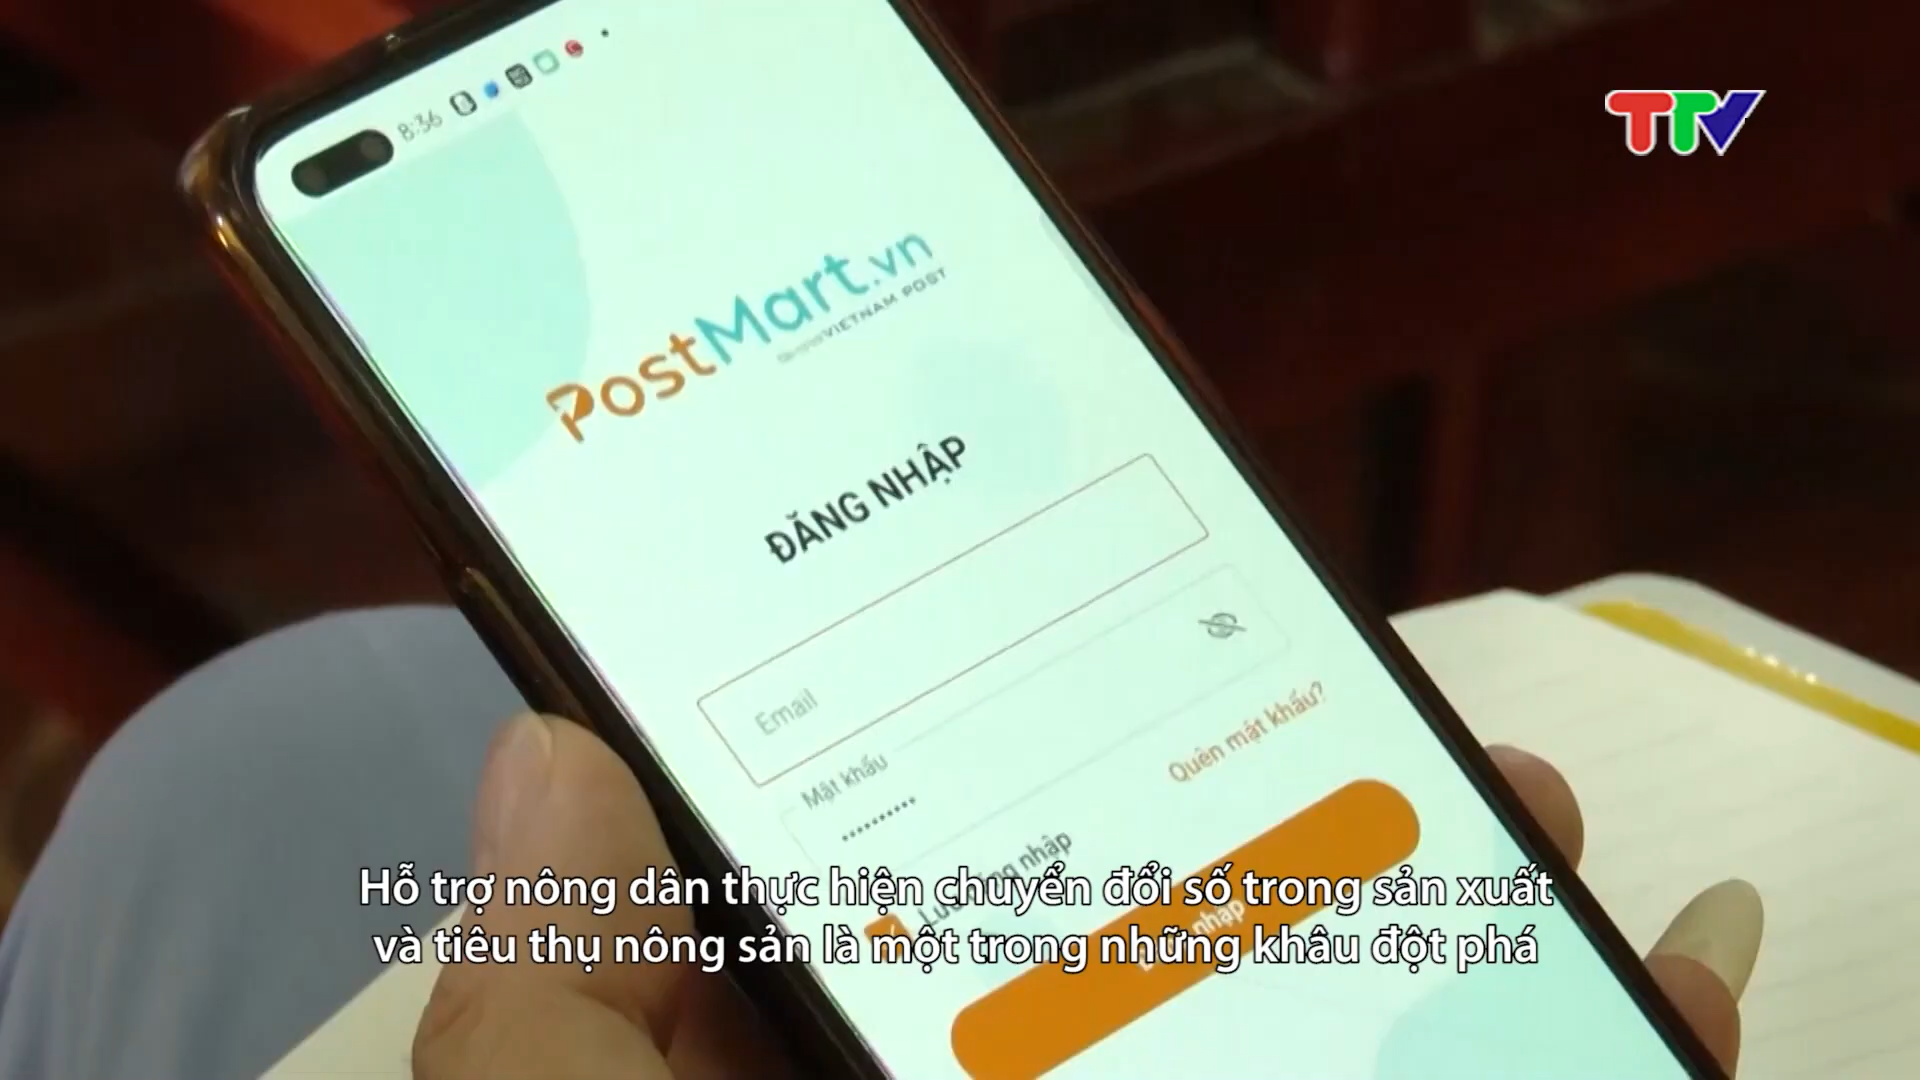 TTV
8:36
PostMart.vn
VIETNAM POST
ĐĂNG NHẬP
Email
Mật khẩu
Quên mật khẩu?
nhập
nhập
Hỗ trợ nông dân thực hiện chuyển đổi số trong sản xuất
và tiêu thụ nông sản là một trong những khâu đột phá